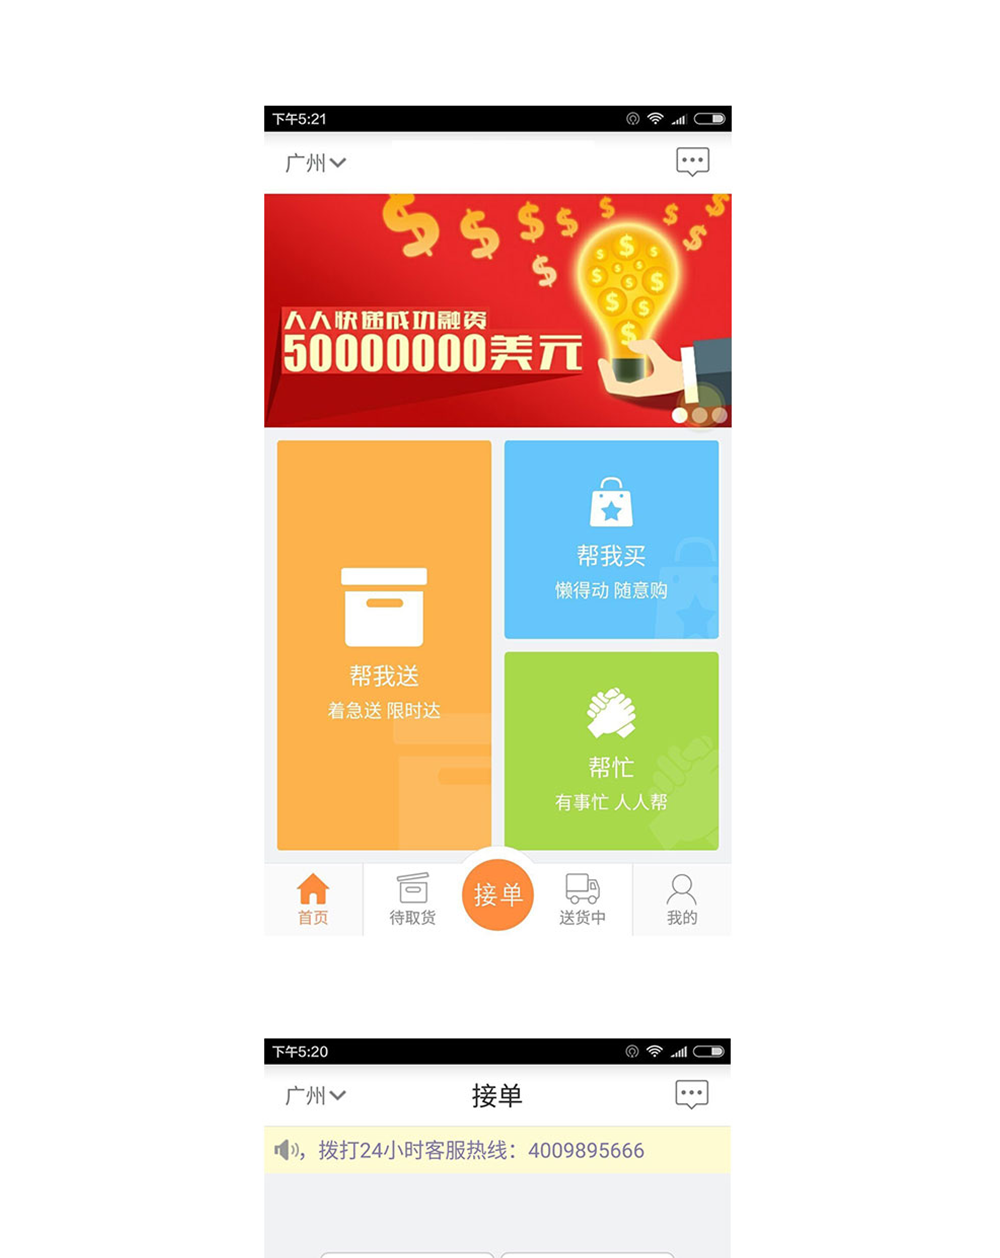 下午5:21
广州
人人快递成功融资
50000000美元
帮我送
着急送 限时达
帮我买
懒得动 随意购
帮忙
有事忙 人人帮
首页
待取货
接单
送货中
我的
下午5:20
广州
接单
，拨打24小时客服热线：4009895666